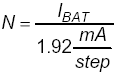 N = I_BAT / (1.92 mA/step)